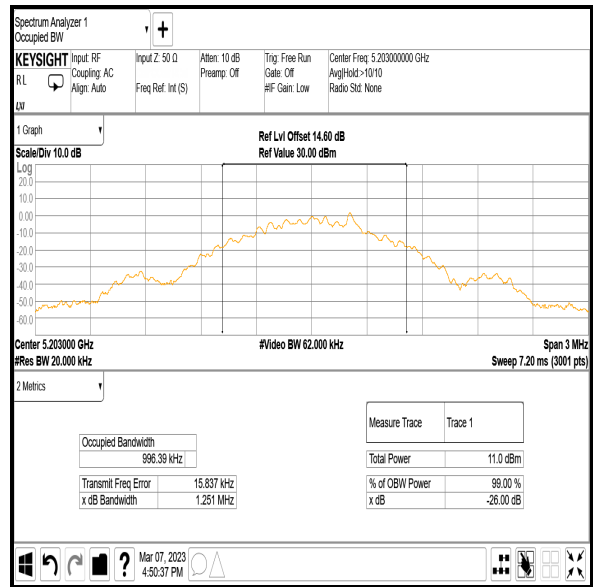 Spectrum Analyzer 1
Occupied BW
KEYSIGHT
RL
LXI
Input: RF
Coupling: AC
Align: Auto
Input Z: 50 Ω
Freq Ref: Int (S)
Atten: 10 dB
Preamp: Off
Trig: Free Run
Gate: Off
#IF Gain: Low
Center Freq: 5.203000000 GHz
Avg|Hold:>10/10
Radio Std: None
1 Graph
Scale/Div 10.0 dB
Ref Lvl Offset 14.60 dB
Ref Value 30.00 dBm
Log
20.0
10.0
0.00
-10.0
-20.0
-30.0
-40.0
-50.0
-60.0
Center 5.203000 GHz
#Video BW 62.000 kHz
Span 3 MHz
#Res BW 20.000 kHz
Sweep 7.20 ms (3001 pts)
2 Metrics
Occupied Bandwidth
996.39 kHz
Transmit Freq Error 15.837 kHz
x dB Bandwidth 1.251 MHz
Measure Trace Trace 1
Total Power 11.0 dBm
% of OBW Power 99.00 %
x dB -26.00 dB
?
Mar 07, 2023
4:50:37 PM